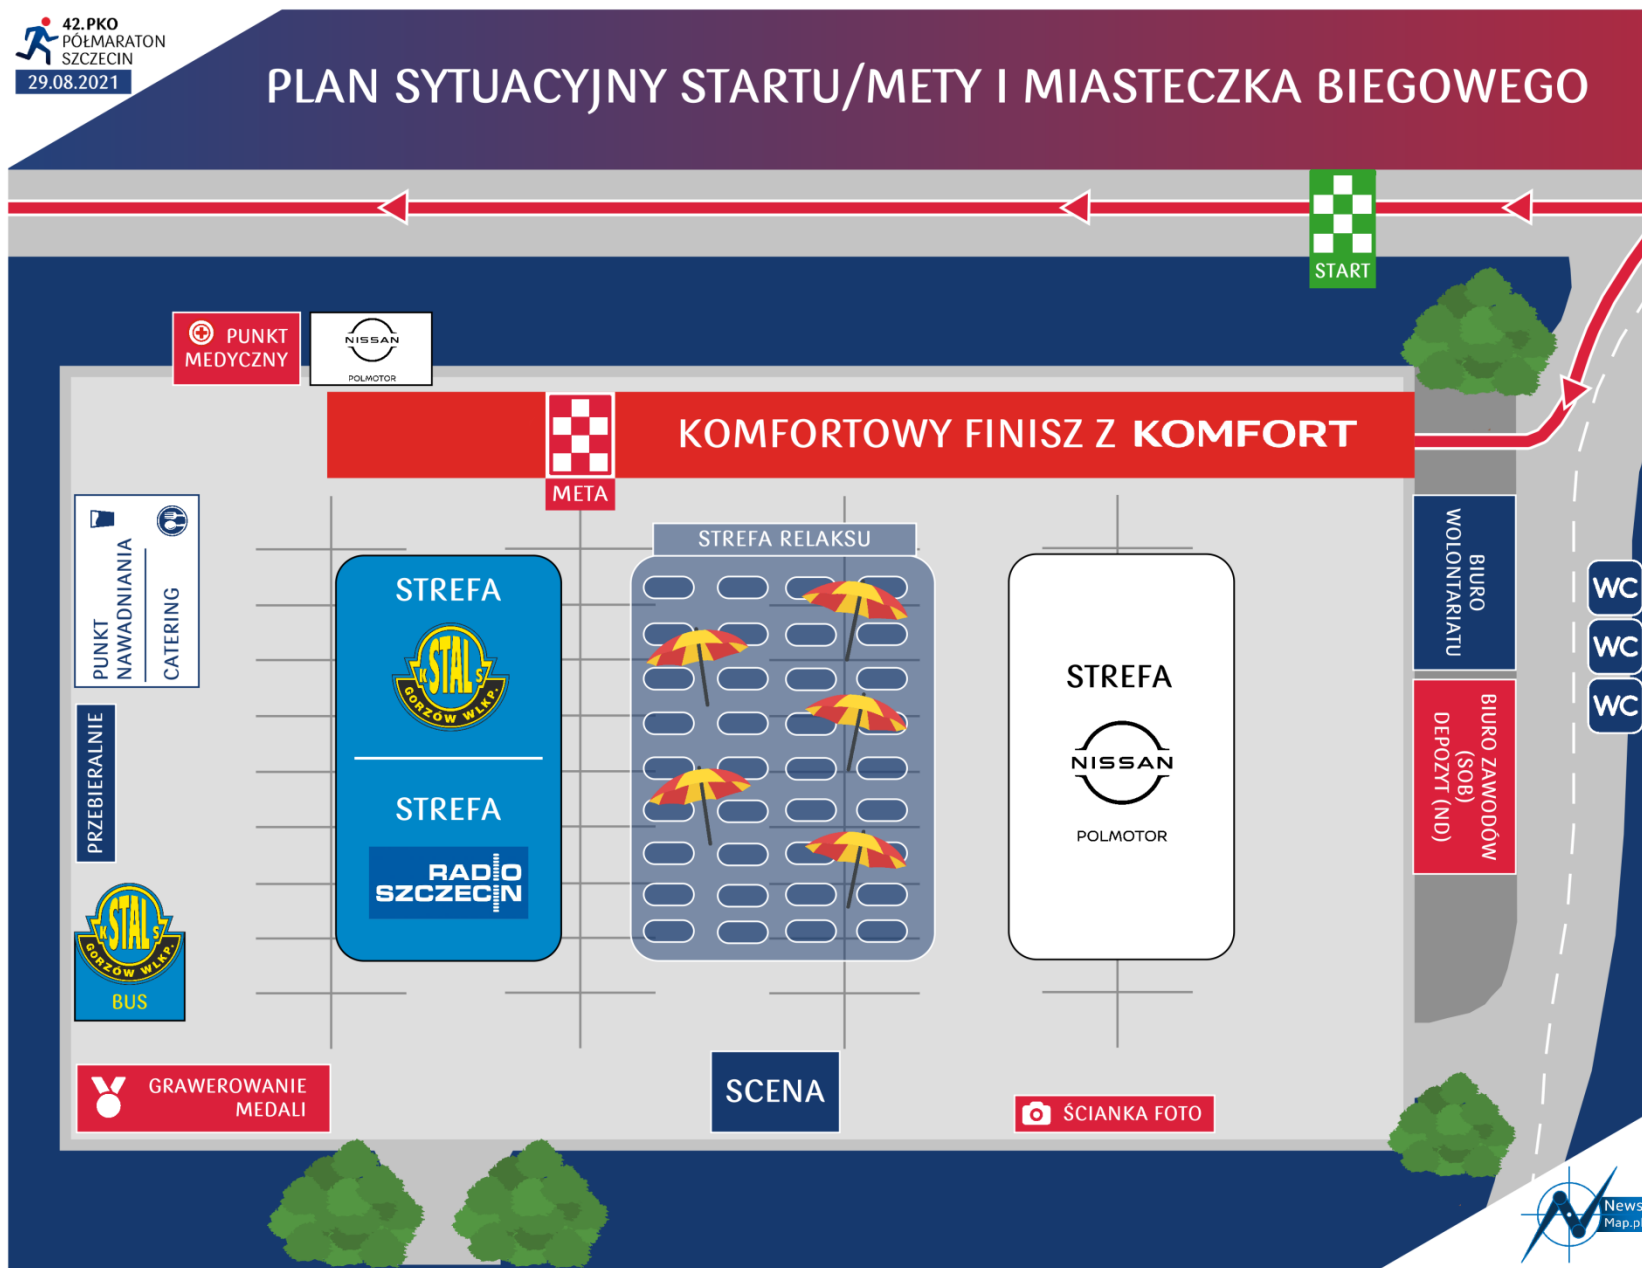 42.PKO
PÓŁMARATON
SZCZECIN
29.08.2021
PLAN SYTUACYJNY STARTU/METY I MIASTECZKA BIEGOWEGO
START
PUNKT
MEDYCZNY
NISSAN
POLMOTOR
KOMFORTOWY FINISZ Z KOMFORT
META
PUNKT
NAWADNIANIA
CATERING
STREFA
STAL
K S
GORZÓW WLKP.
STREFA
RADIO
SZCZECIN
STREFA RELAKSU
STREFA
NISSAN
POLMOTOR
BIURO
WOLONTARIATU
BIURO ZAWODÓW
(SOB)
DEPOZYT (ND)
WC
WC
WC
PRZEBIERALNIE
STAL
K S
GORZÓW WLKP.
BUS
GRAWEROWANIE
MEDALI
SCENA
ŚCIANKA FOTO
News
Map.pl